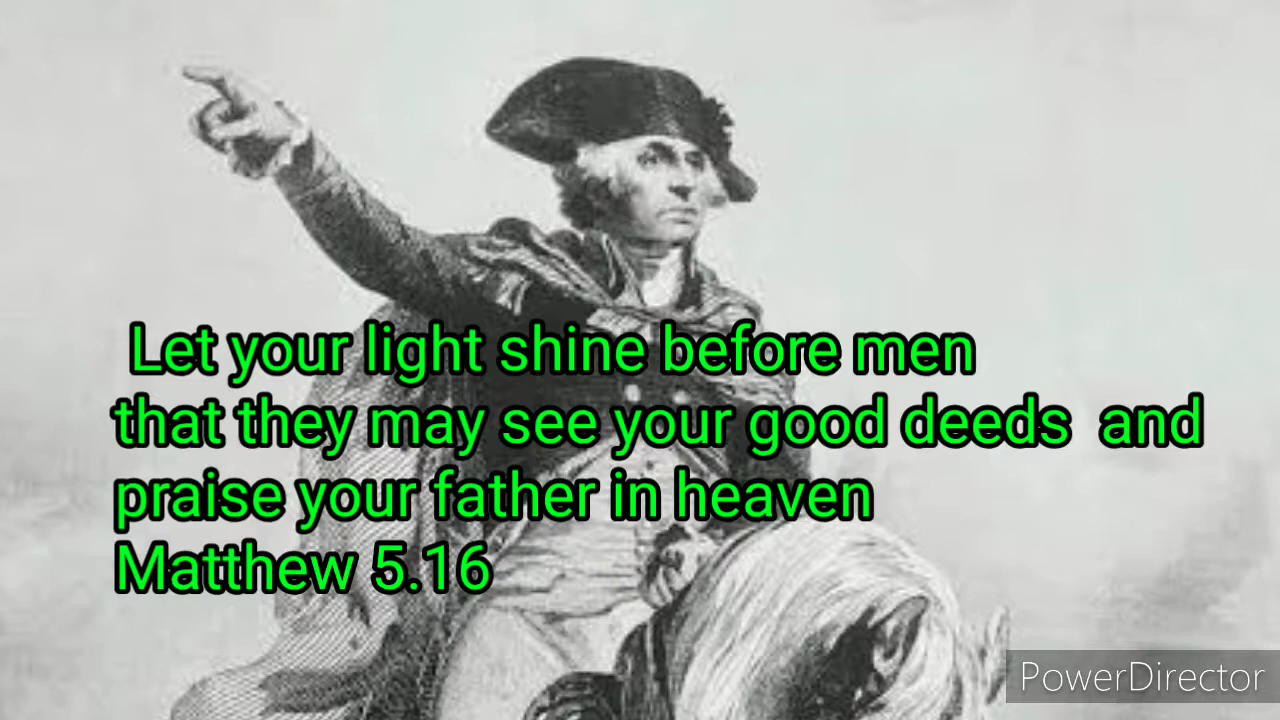 Let your light shine before men
that they may see your good deeds  and
praise your father in heaven
Matthew 5.16
PowerDirector